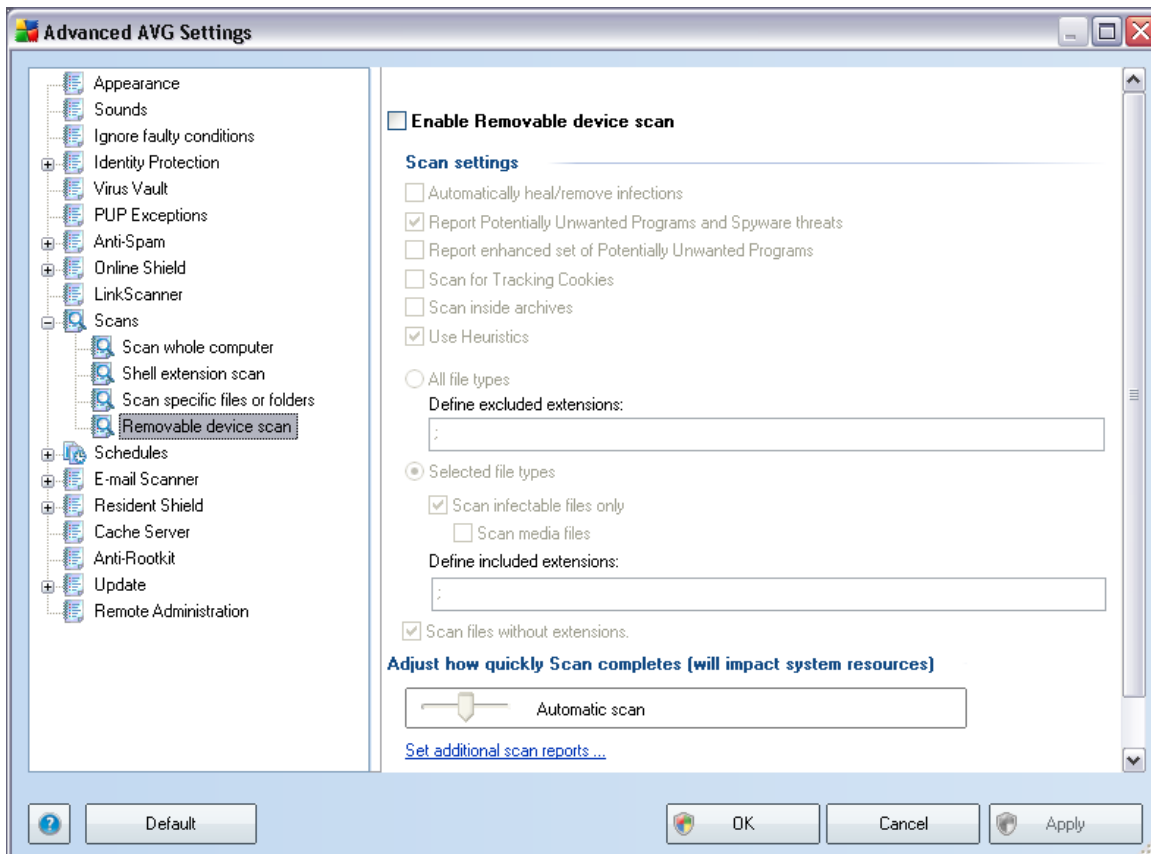 Advanced AVG Settings
Appearance
Sounds
Ignore faulty conditions
Identity Protection
Virus Vault
PUP Exceptions
Anti-Spam
Online Shield
LinkScanner
Scans
Scan whole computer
Shell extension scan
Scan specific files or folders
Removable device scan
Schedules
E-mail Scanner
Resident Shield
Cache Server
Anti-Rootkit
Update
Remote Administration
Enable Removable device scan
Scan settings
Automatically heal/remove infections
Report Potentially Unwanted Programs and Spyware threats
Report enhanced set of Potentially Unwanted Programs
Scan for Tracking Cookies
Scan inside archives
Use Heuristics
All file types
Define excluded extensions:
;
Selected file types
Scan infectable files only
Scan media files
Define included extensions:
;
Scan files without extensions.
Adjust how quickly Scan completes (will impact system resources)
Automatic scan
Set additional scan reports ...
? Default OK Cancel Apply